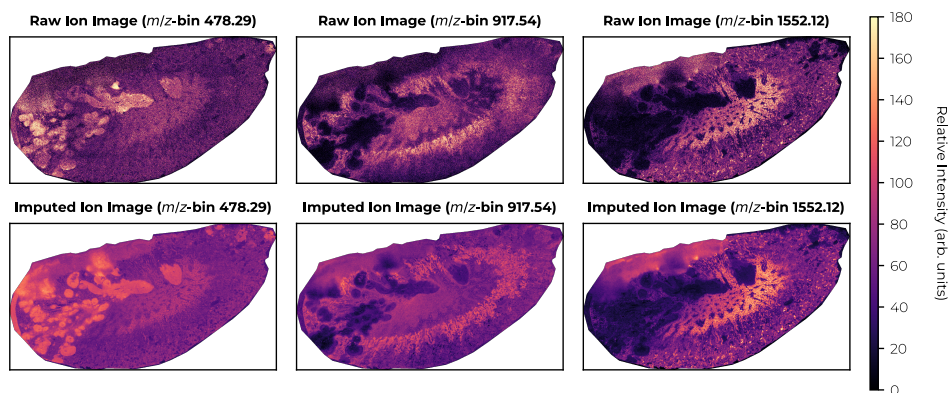 Raw Ion Image (m/z-bin 478.29)
Raw Ion Image (m/z-bin 917.54)
Raw Ion Image (m/z-bin 1552.12)
Imputed Ion Image (m/z-bin 478.29)
Imputed Ion Image (m/z-bin 917.54)
Imputed Ion Image (m/z-bin 1552.12)
180
160
140
120
100
80
60
40
20
0
Relative Intensity (arb. units)